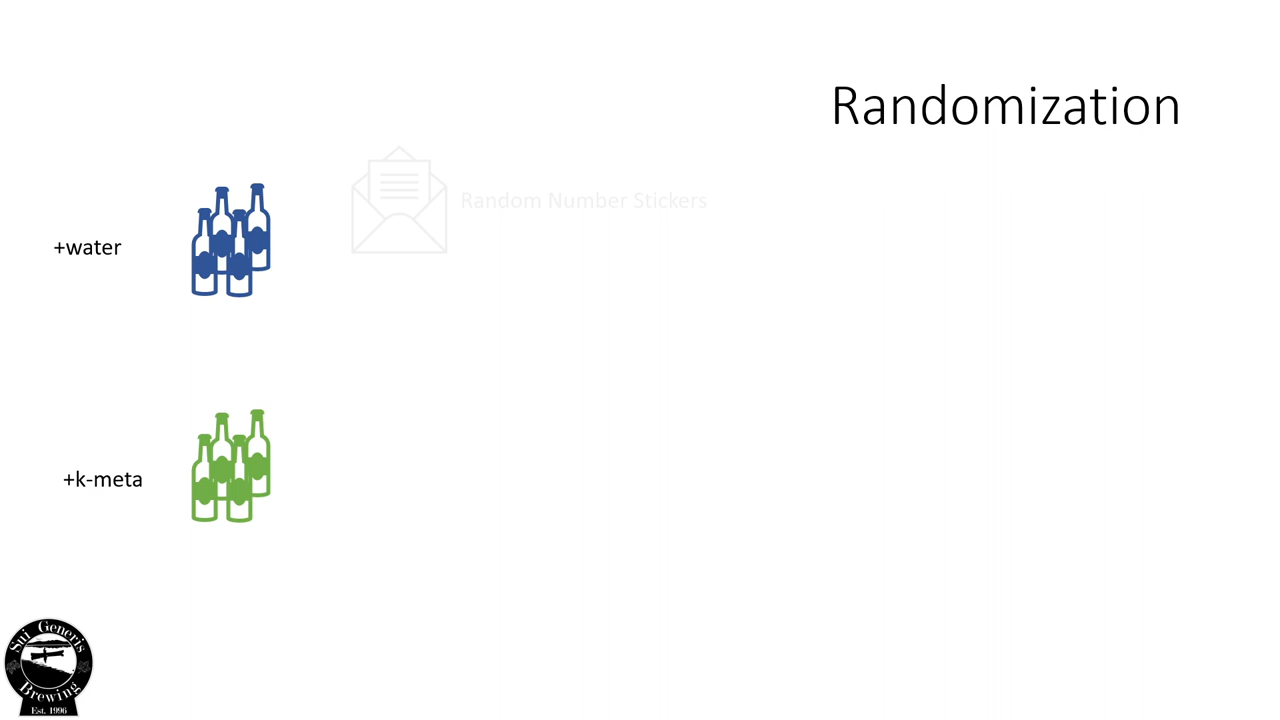 Randomization
Random Number Stickers
+water
+k-meta
Sui Generis
Brewing
Est. 1996